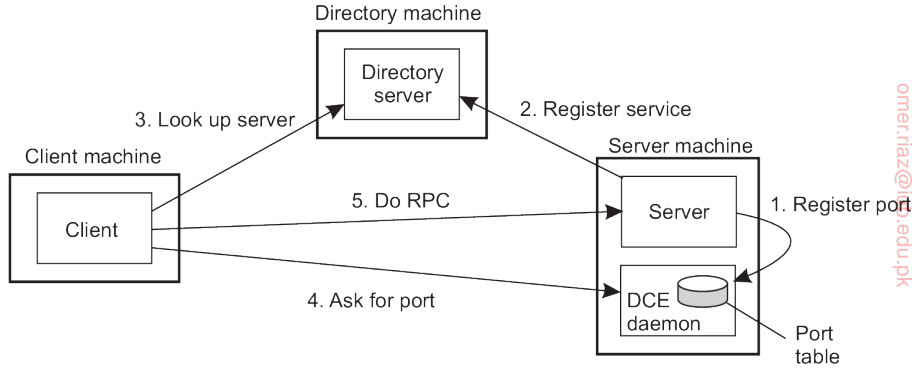 Directory machine
Directory
server
3. Look up server
2. Register service
Client machine
Server machine
5. Do RPC
Client
Server
1. Register port
4. Ask for port
DCE
daemon
Port
table